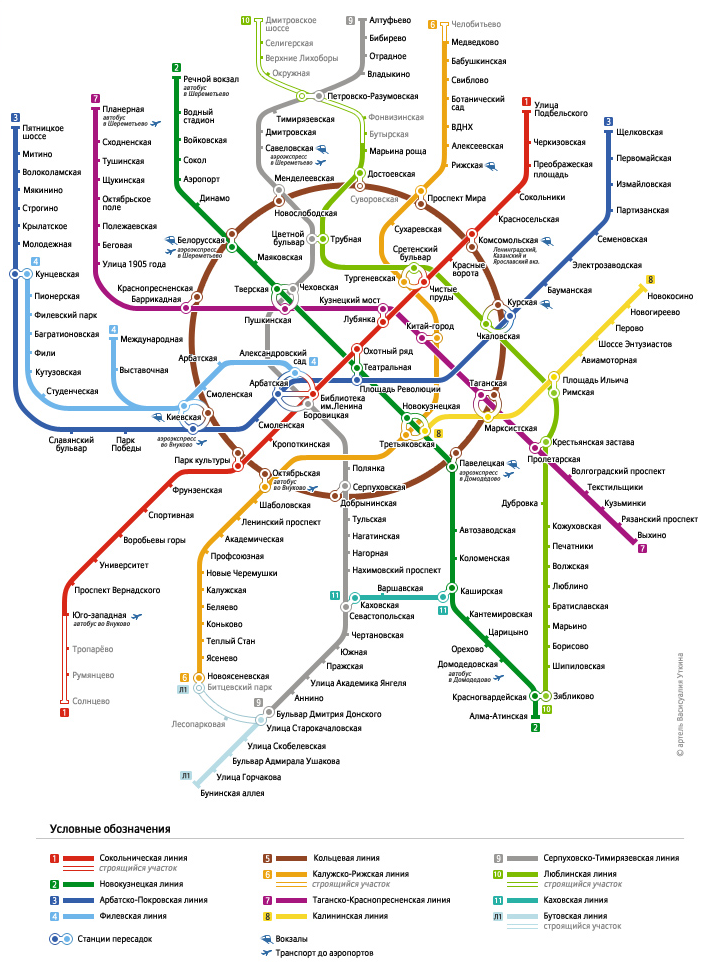 10
Дмитровское
шоссе
Селигерская
Верхние Лихоборы
Окружная
9
Алтуфьево
Бибирево
Отрадное
Владыкино
Петровско-Разумовская
6
Челобитьево
Медведково
Бабушкинская
Свиблово
Ботанический
сад
ВДНХ
Алексеевская
Рижская
2
Речной вокзал
автобус
в Шереметьево
Водный
стадион
Войковская
Сокол
Аэропорт
Динамо
7
Планерная
автобус
в Шереметьево
Сходненская
Тушинская
Щукинская
Октябрьское
поле
Полежаевская
Беговая
Улица 1905 года
3
Пятницкое
шоссе
Митино
Волоколамская
Мякинино
Строгино
Крылатское
Молодежная
4
Кунцевская
Пионерская
Филевский парк
Багратионовская
Фили
Кутузовская
Студенческая
4
Международная
Выставочная
Тимирязевская
Дмитровская
Савеловская
аэроэкспресс
в Шереметьево
Менделеевская
Новослободская
Фонвизинская
Бутырская
Марьина роща
Достоевская
Суворовская
Проспект Мира
1
Улица
Подбельского
Черкизовская
Преображеская
площадь
Сокольники
Красносельская
Комсомольская
Ленинградский,
Казанский и
Ярославский вкз.
3
Щелковская
Первомайская
Измайловская
Партизанская
Семеновская
Электрозаводская
Бауманская
Курская
Чкаловская
8
Новокосино
Новогиреево
Перово
Шоссе Энтузиастов
Авиамоторная
Площадь Ильича
Римская
Белорусская
аэроэкспресс
в Шереметьево
Маяковская
Цветной
бульвар
Трубная
Сухаревская
Сретенский
бульвар
Тургеневская
Красные
ворота
Чистые
пруды
Краснопресненская
Баррикадная
Тверская
Чеховская
Пушкинская
Кузнецкий мост
Лубянка
Китай-город
Охотный ряд
Театральная
Площадь Революции
Александровский
сад
4
Арбатская
Арбатская
Смоленская
Библиотека
им.Ленина
Боровицкая
Смоленская
Кропоткинская
Киевская
аэроэкспресс
во Внуково
Славянский
бульвар
Парк
Победы
Парк культуры
Новокузнецкая
Третьяковская
8
Таганская
Марксистская
Крестьянская застава
Пролетарская
Волгоградский проспект
Текстильщики
Кузьминки
Рязанский проспект
Выхино
7
Павелецкая
аэроэкспресс
в Домодедово
Октябрьская
автобус
во Внуково
Полянка
Серпуховская
Добрынинская
Фрунзенская
Спортивная
Воробьевы горы
Университет
Проспект Вернадского
Юго-западная
автобус во Внуково
Тропарёво
Румянцево
Солнцево
1
Шаболовская
Ленинский проспект
Академическая
Профсоюзная
Новые Черемушки
Калужская
Беляево
Коньково
Теплый Стан
Ясенево
6
Новоясеневская
Л1
Битцевский парк
Лесопарковая
Тульская
Нагатинская
Нагорная
Нахимовский проспект
11
Варшавская
Каховская
11
Каширская
Севастопольская
Чертановская
Южная
Пражская
Улица Академика Янгеля
Аннино
9
Бульвар Дмитрия Донского
Улица Старокачаловская
Улица Скобелевская
Бульвар Адмирала Ушакова
Л1
Улица Горчакова
Бунинская аллея
Автозаводская
Коломенская
Кантемировская
Царицыно
Орехово
Домодедовская
автобус
в Домодедово
Красногвардейская
Алма-Атинская
2
Дубровка
Кожуховская
Печатники
Волжская
Люблино
Братиславская
Марьино
Борисово
Шипиловская
Зябликово
10
© артель Васисуалия Уткина
Условные обозначения
1 Сокольническая линия
строящийся участок
2 Новокузнецкая линия
3 Арбатско-Покровская линия
4 Филевская линия
Станции пересадок
5 Кольцевая линия
6 Калужско-Рижская линия
строящийся участок
7 Таганско-Краснопресненская линия
8 Калининская линия
Вокзалы
Транспорт до аэропортов
9 Серпуховско-Тимирязевская линия
10 Люблинская линия
строящийся участок
11 Каховская линия
Л1 Бутовская линия
строящийся участок